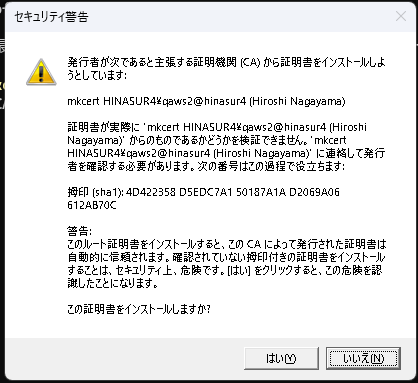 セキュリティ警告
発行者が次であると主張する証明機関 (CA) から証明書をインストールしよ
うとしています:
mkcert HINASUR4¥qaws2@hinasur4 (Hiroshi Nagayama)
証明書が実際に 'mkcert HINASUR4¥qaws2@hinasur4 (Hiroshi
Nagayama)' からのものであるかどうかを検証できません。'mkcert
HINASUR4¥qaws2@hinasur4 (Hiroshi Nagayama)' に連絡して発行
者を確認する必要があります。次の番号はこの過程で役立ちます:
拇印 (sha1): 4D422358 D5EDC7A1 50187A1A D2069A06
612AB70C
警告:
このルート証明書をインストールすると、この CA によって発行された証明書は
自動的に信頼されます。確認されていない拇印付きの証明書をインストール
することは、セキュリティ上、危険です。[はい] をクリックすると、この危険を認
識したことになります。
この証明書をインストールしますか?
はい(Y)
いいえ(N)